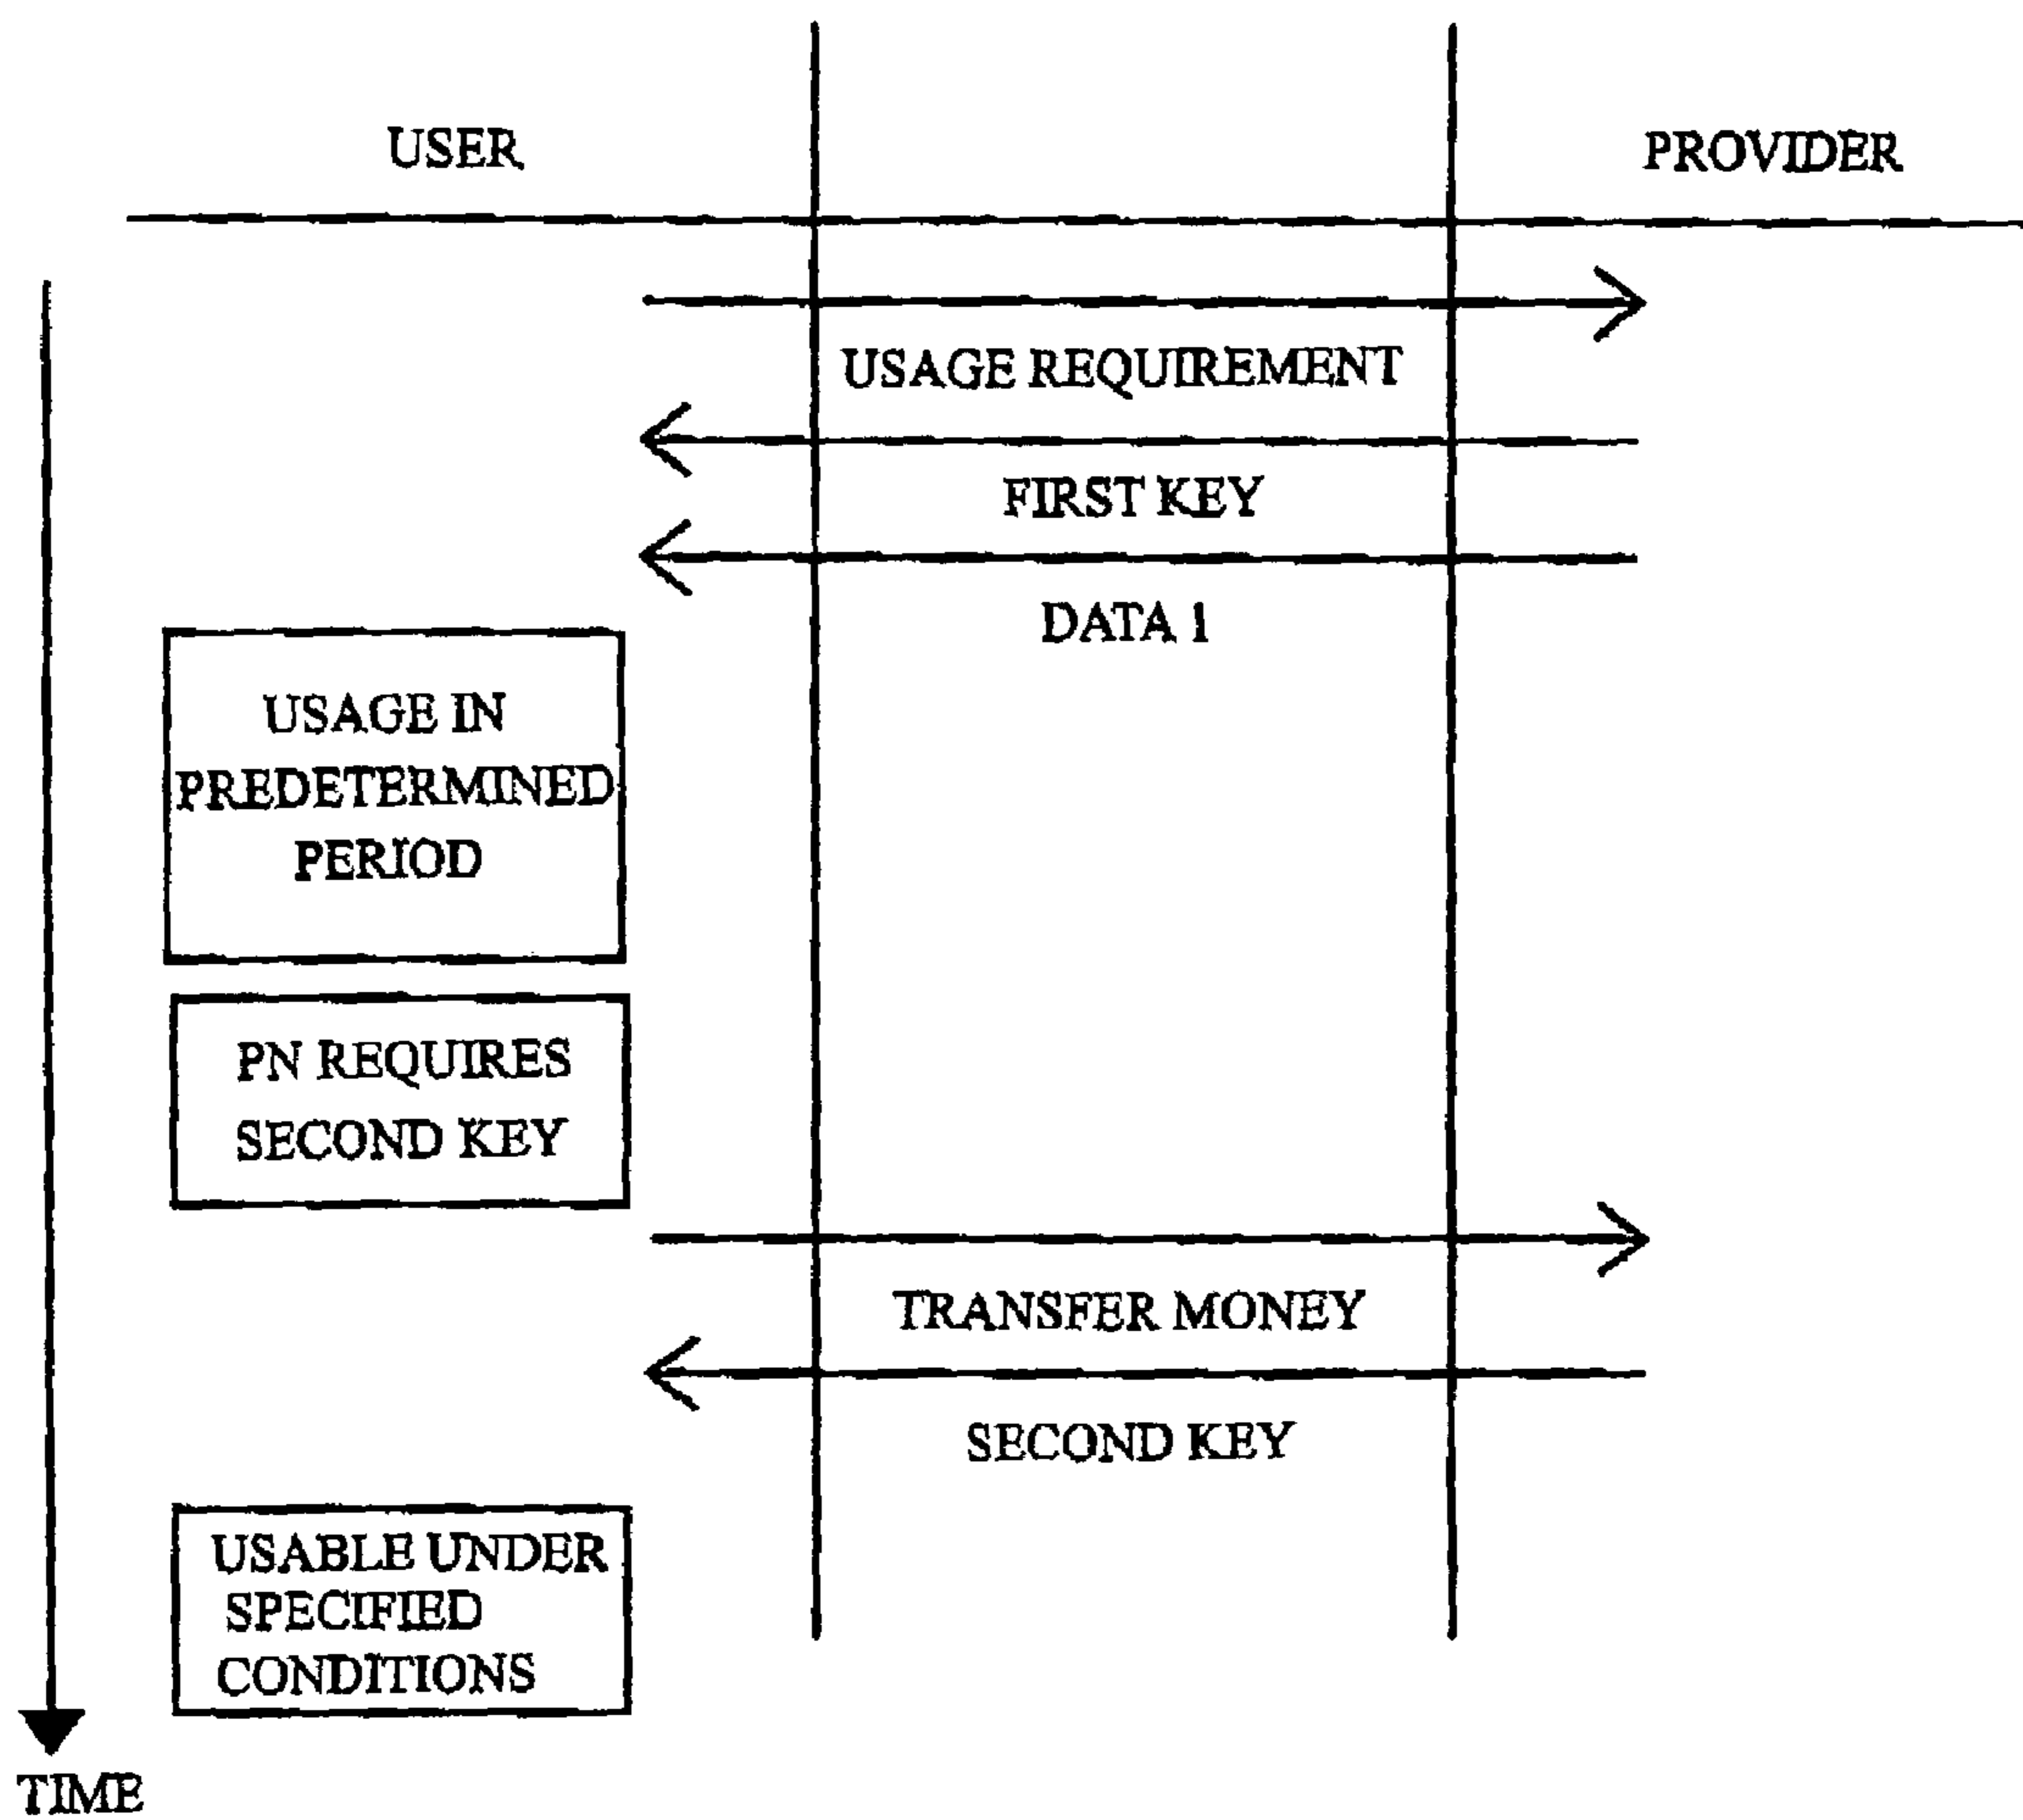 USER
PROVIDER
USAGE REQUIREMENT
FIRST KEY
DATA 1
USAGE IN
PREDETERMINED
PERIOD
PN REQUIRES
SECOND KEY
TRANSFER MONEY
SECOND KEY
USABLE UNDER
SPECIFIED
CONDITIONS
TIME